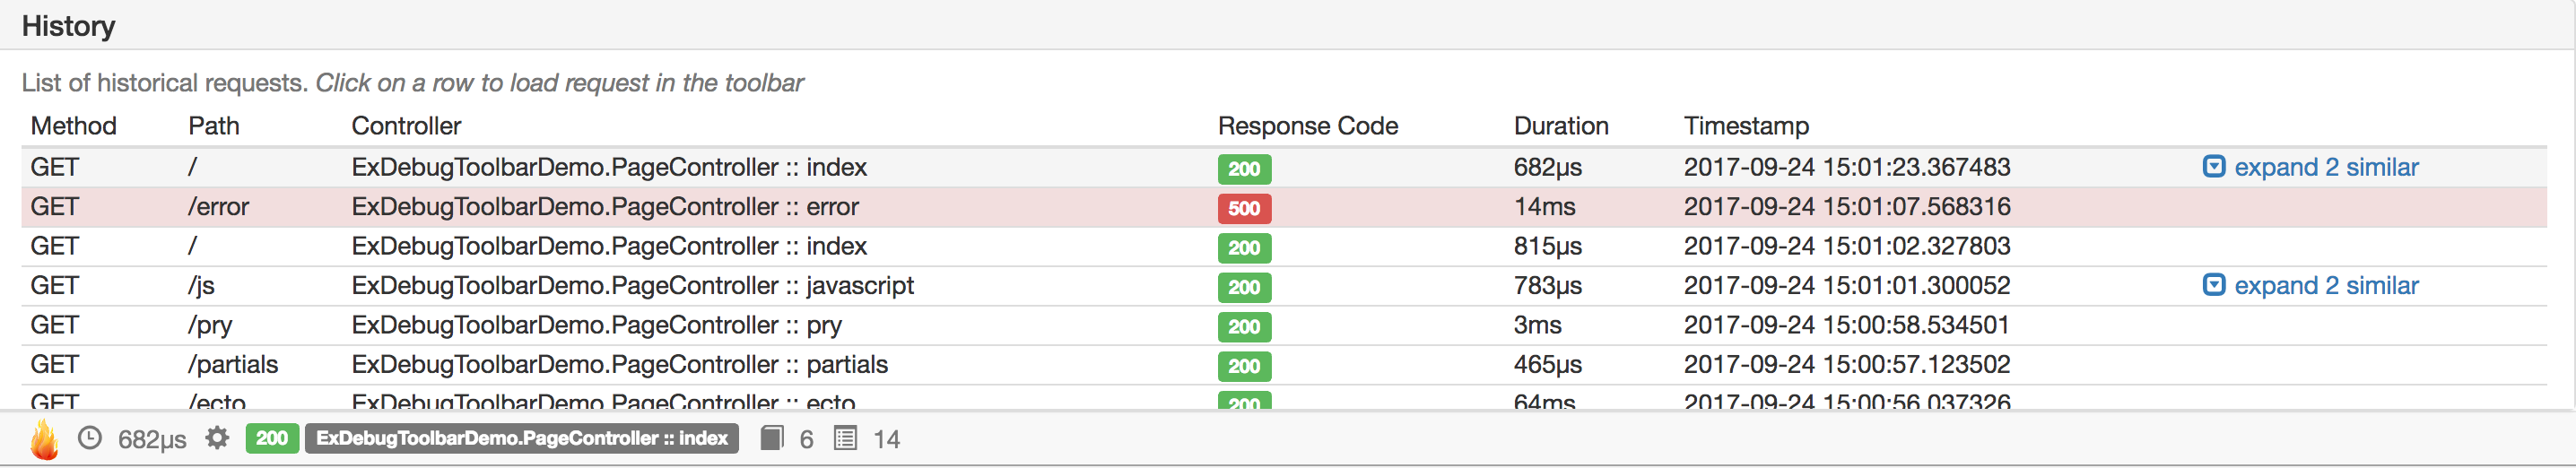 History
List of historical requests. Click on a row to load request in the toolbar
Method Path Controller Response Code Duration Timestamp
GET / ExDebugToolbarDemo.PageController :: index 200 682µs 2017-09-24 15:01:23.367483 expand 2 similar
GET /error ExDebugToolbarDemo.PageController :: error 500 14ms 2017-09-24 15:01:07.568316
GET / ExDebugToolbarDemo.PageController :: index 200 815µs 2017-09-24 15:01:02.327803
GET /js ExDebugToolbarDemo.PageController :: javascript 200 783µs 2017-09-24 15:01:01.300052 expand 2 similar
GET /pry ExDebugToolbarDemo.PageController :: pry 200 3ms 2017-09-24 15:00:58.534501
GET /partials ExDebugToolbarDemo.PageController :: partials 200 465µs 2017-09-24 15:00:57.123502
GET /ecto ExDebugToolbarDemo.PageController :: ecto 200 64ms 2017-09-24 15:00:56.037326
682µs 200 ExDebugToolbarDemo.PageController :: index 6 14